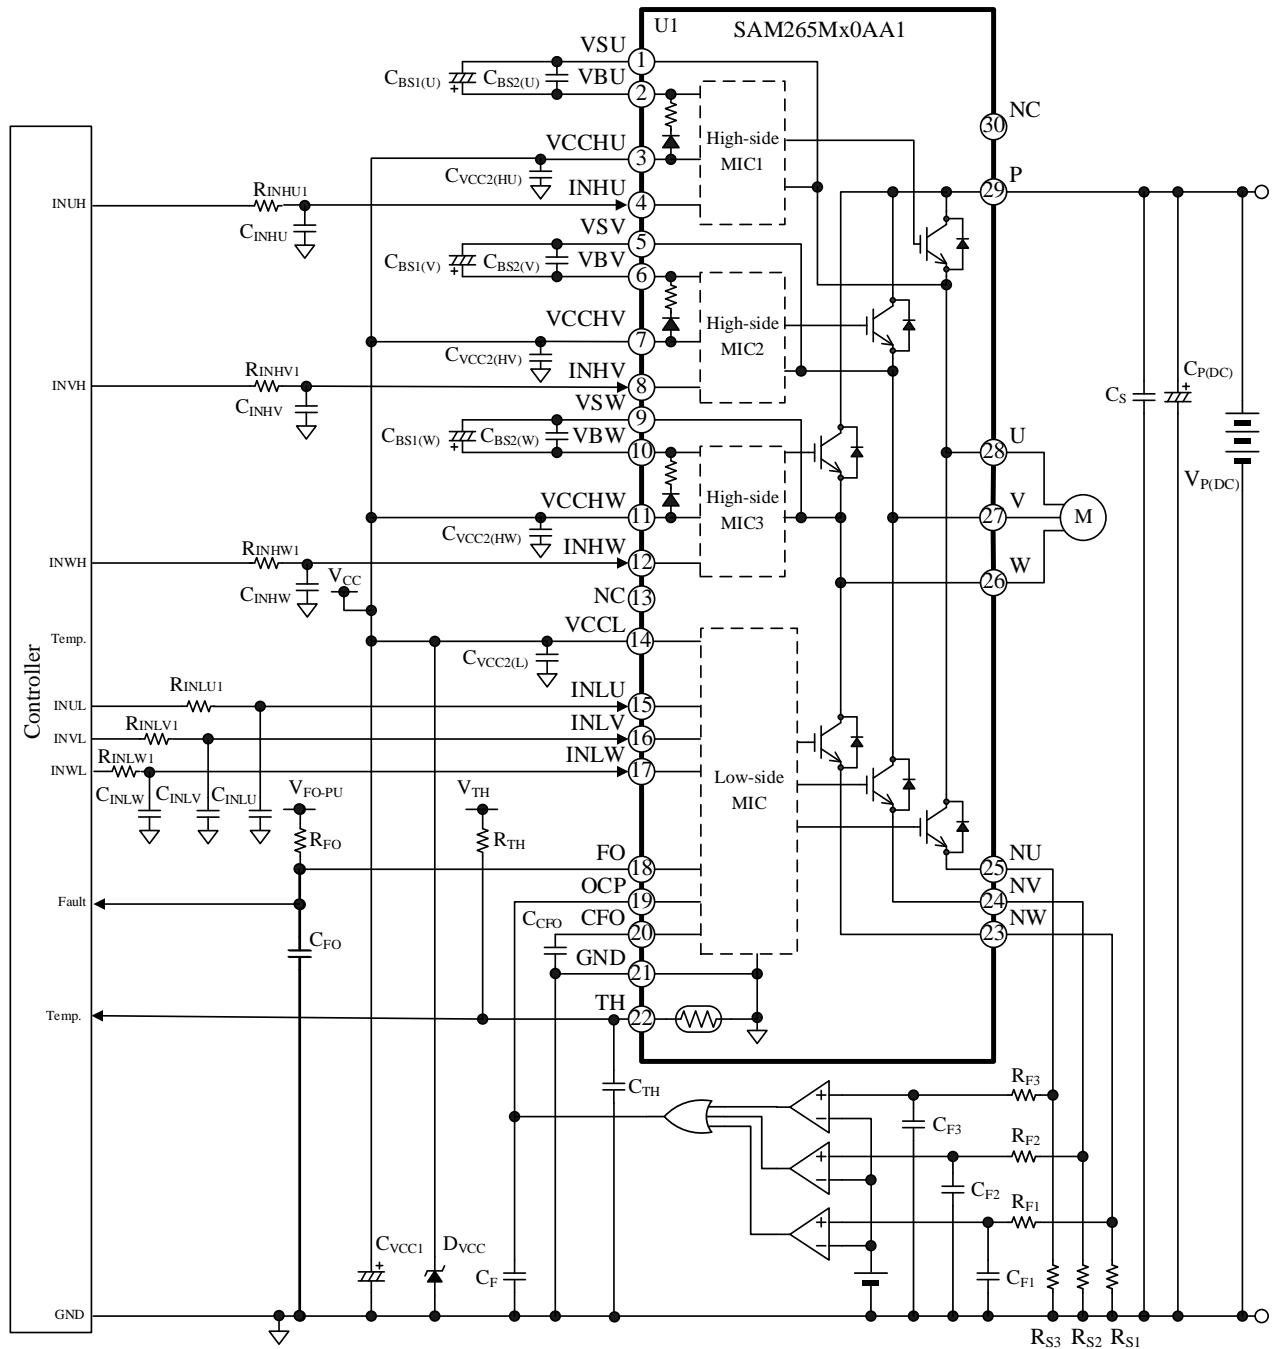 U1
SAM265Mx0AA1
VSU
1
CBS1(U)
CBS2(U)
VBU
2
+
High-side
MIC1
30
NC
VCCHU
3
CVCC2(HU)
P
29
INUH
RINHU1
INHU
4
CINHU
VSV
5
CBS1(V)
CBS2(V)
VBV
6
+
High-side
MIC2
VCCHV
7
CVCC2(HV)
INVH
RINHV1
INHV
8
CINHV
CS
CP(DC)
+
VSW
9
CBS1(W)
CBS2(W)
VBW
10
+
U
28
VP(DC)
High-side
MIC3
VCCHW
11
CVCC2(HW)
V
27
M
INWH
RINHW1
INHW
12
CINHW
W
26
VCC
NC
13
Controller
Temp.
VCCL
14
CVCC2(L)
INUL
RINLU1
INLU
15
INVL
RINLV1
INLV
16
INWL
RINLW1
INLW
17
Low-side
MIC
CINLW
CINLV
CINLU
VFO-PU
VTH
RFO
RTH
FO
18
NU
25
Fault
OCP
19
NV
24
CCFO
CFO
20
NW
23
CFO
GND
21
Temp.
TH
22
CTH
RF3
+
−
CF3
RF2
+
−
CF2
RF1
+
−
CVCC1
+
DVCC
CF
CF1
GND
RS3
RS2
RS1